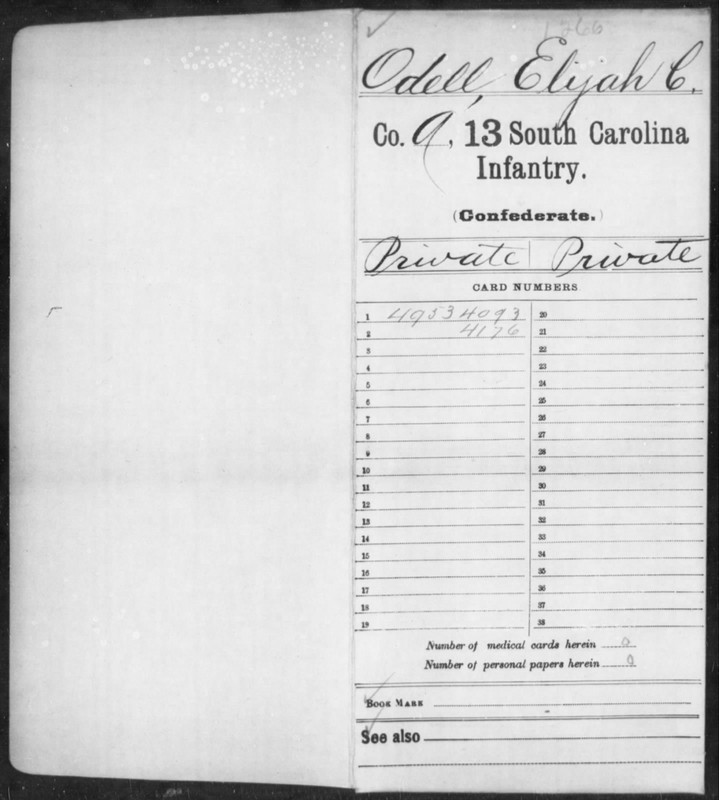 1266
Odell, Elijah C.
Co. , 13 South Carolina
Infantry.
(Confederate.)
Private | Private
CARD NUMBERS
1 49534093 20
2 4176 21
3 22
4 23
5 24
6 25
7 26
8 27
9 28
10 29
11 30
12 31
13 32
14 33
15 34
16 35
17 36
18 37
19 38
Number of medical cards herein 0
Number of personal papers herein 0
BOOK MARK
See also